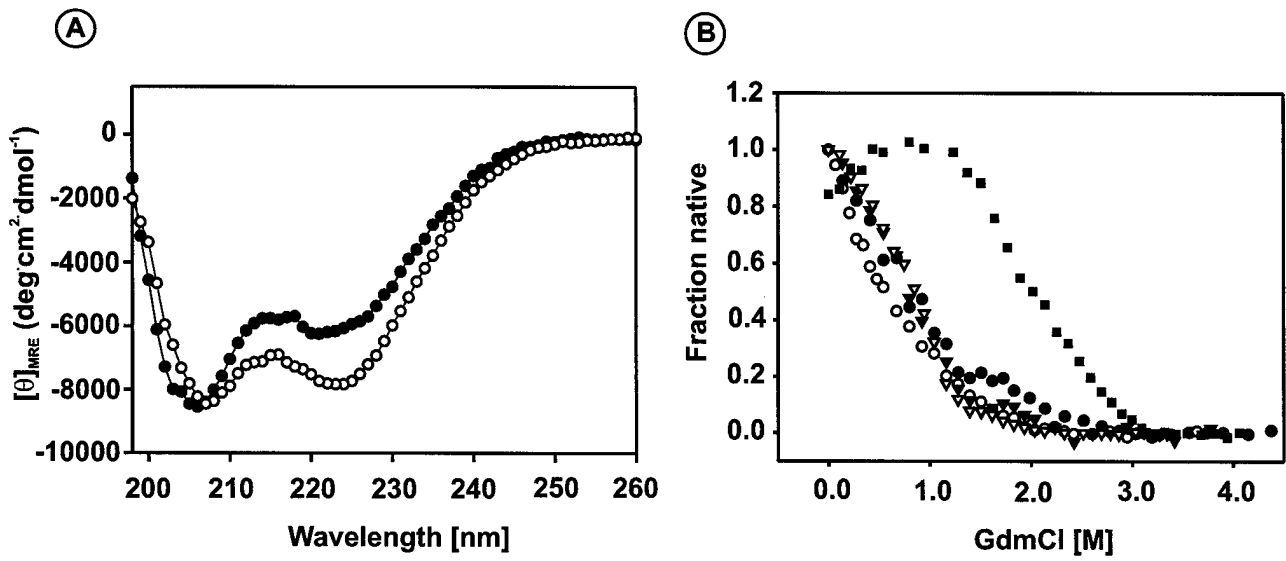 A
[θ]MRE (deg·cm²·dmol⁻¹)
0
-2000
-4000
-6000
-8000
-10000
200 210 220 230 240 250 260
Wavelength [nm]
B
Fraction native
1.2
1.0
0.8
0.6
0.4
0.2
0.0
0.0 1.0 2.0 3.0 4.0
GdmCl [M]